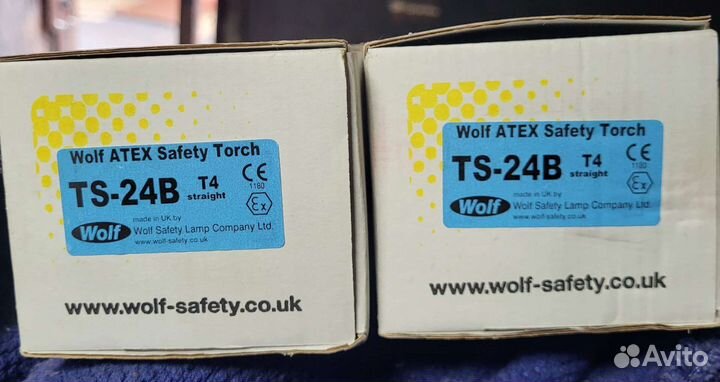 Wolf ATEX Safety Torch
TS-24B T4 straight CE 1180
made in UK by
Wolf Wolf Safety Lamp Company Ltd.
www.wolf-safety.co.uk
Ex
www.wolf-safety.co.uk
Wolf ATEX Safety Torch
TS-24B T4 straight CE 1180
made in UK by
Wolf Wolf Safety Lamp Company Ltd.
www.wolf-safety.co.uk
Ex
www.wolf-safety.co.uk
Avito